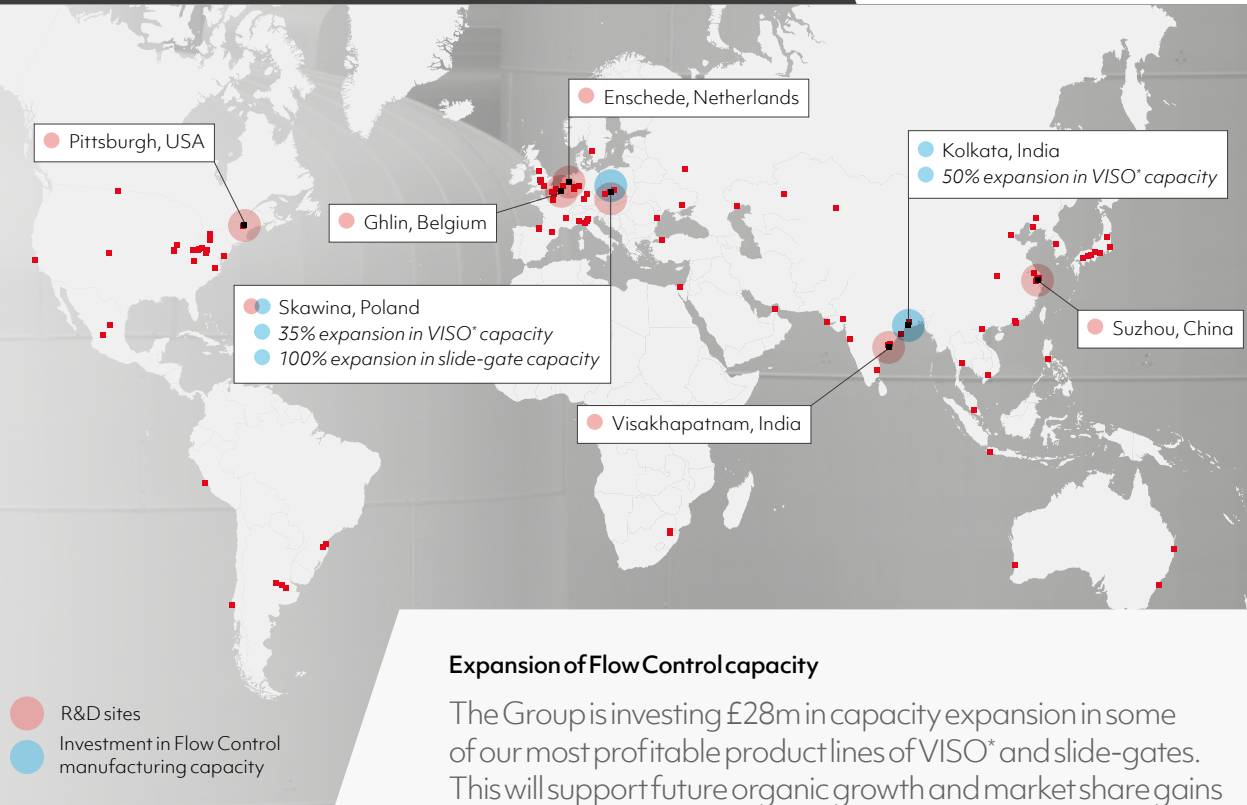 Enschede, Netherlands
Pittsburgh, USA
Kolkata, India
50% expansion in VISO* capacity
Ghlin, Belgium
Skawina, Poland
35% expansion in VISO* capacity
100% expansion in slide-gate capacity
Suzhou, China
Visakhapatnam, India
R&D sites
Investment in Flow Control
manufacturing capacity
Expansion of Flow Control capacity
The Group is investing £28m in capacity expansion in some
of our most profitable product lines of VISO* and slide-gates.
This will support future organic growth and market share gains